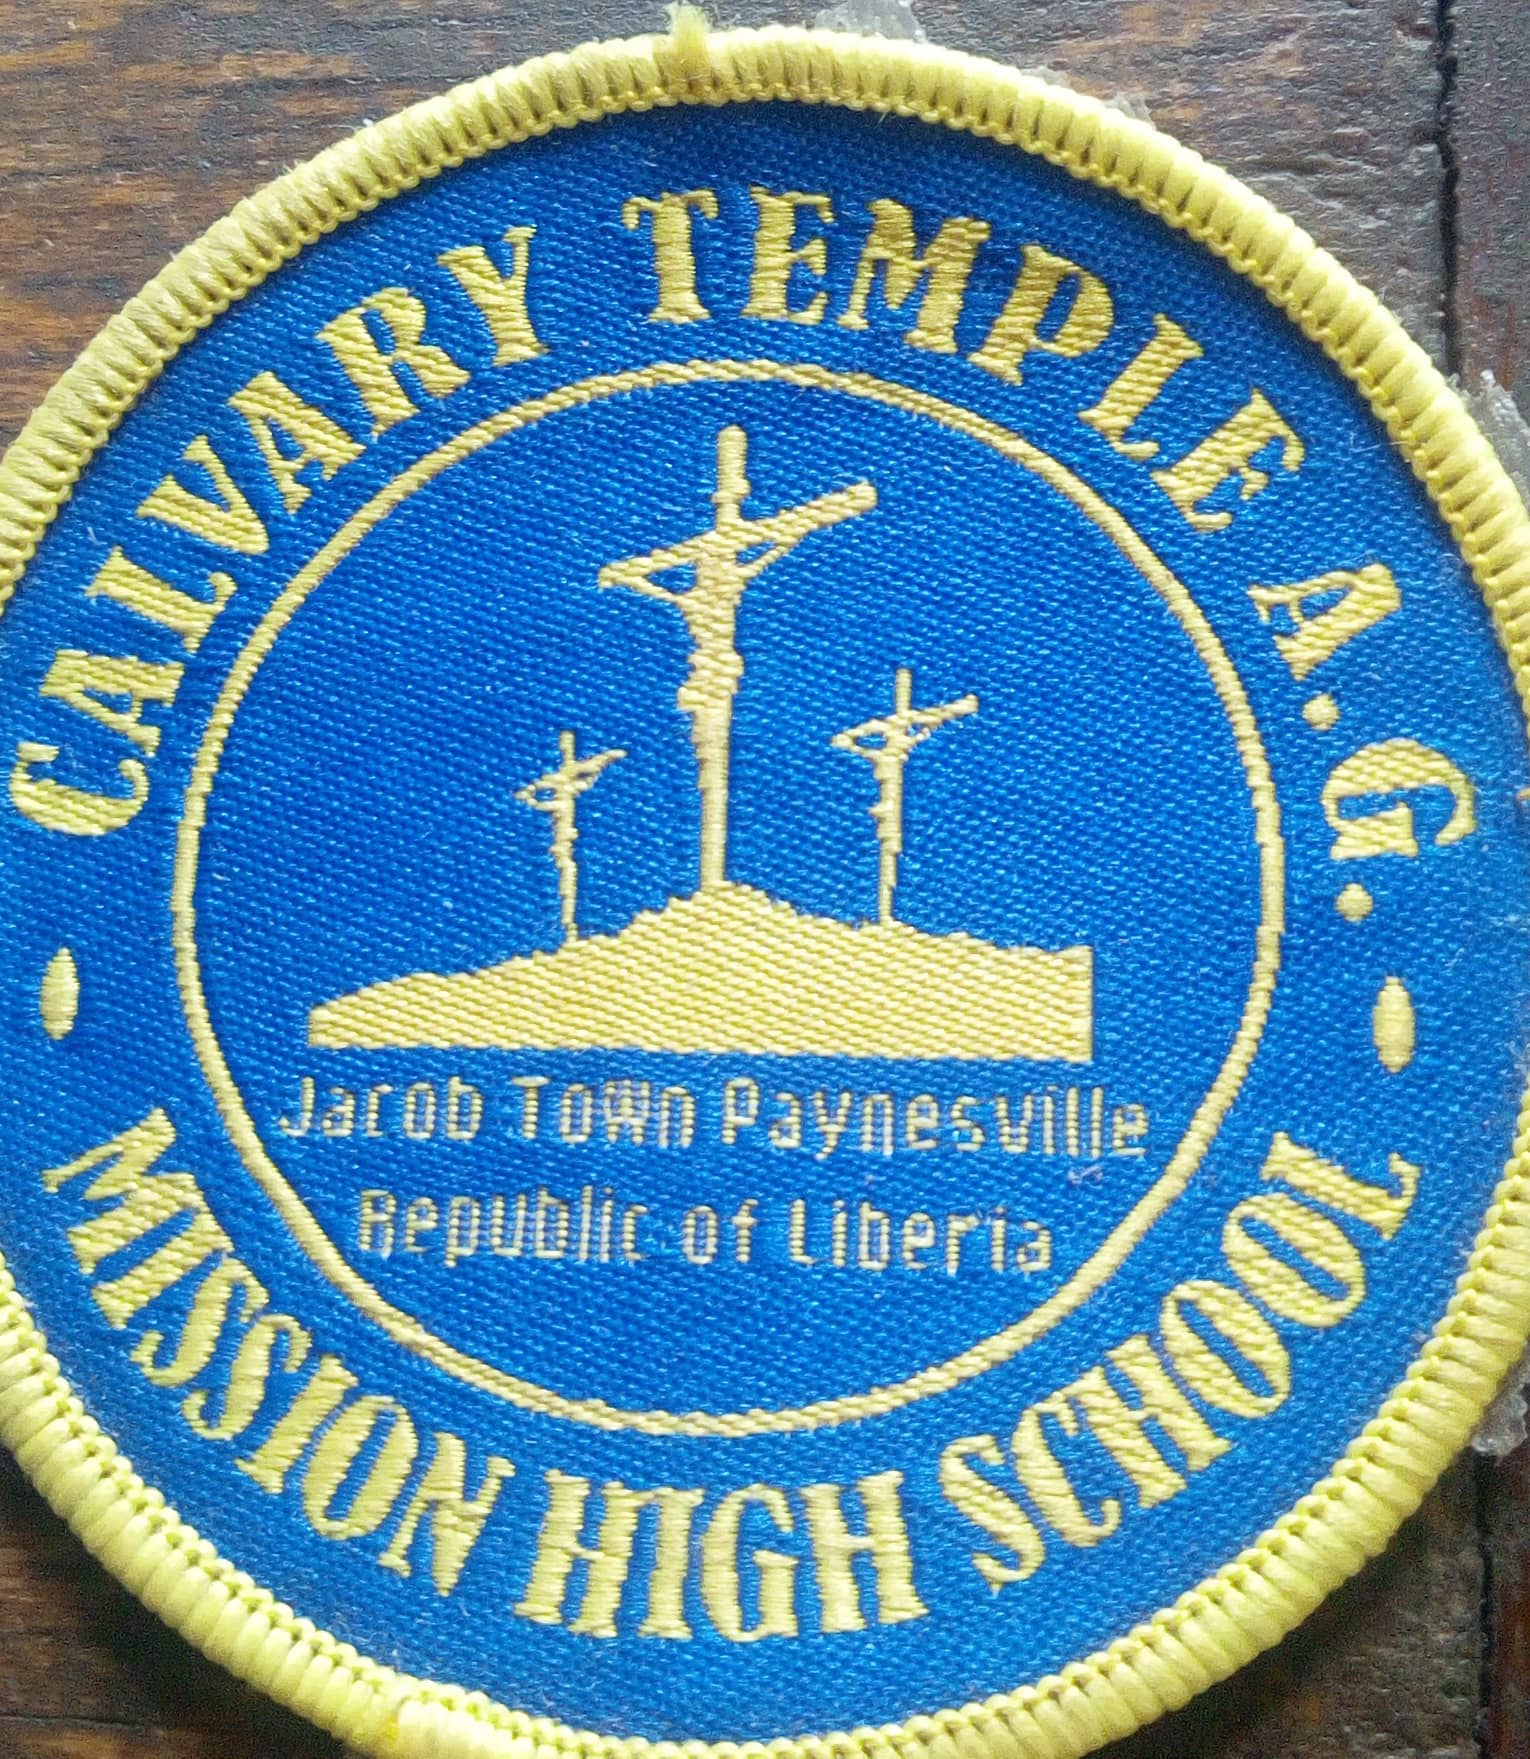 CALVARY TEMPLE A.G.
Jacob Town Paynesville
Republic of Liberia
MISSION HIGH SCHOOL